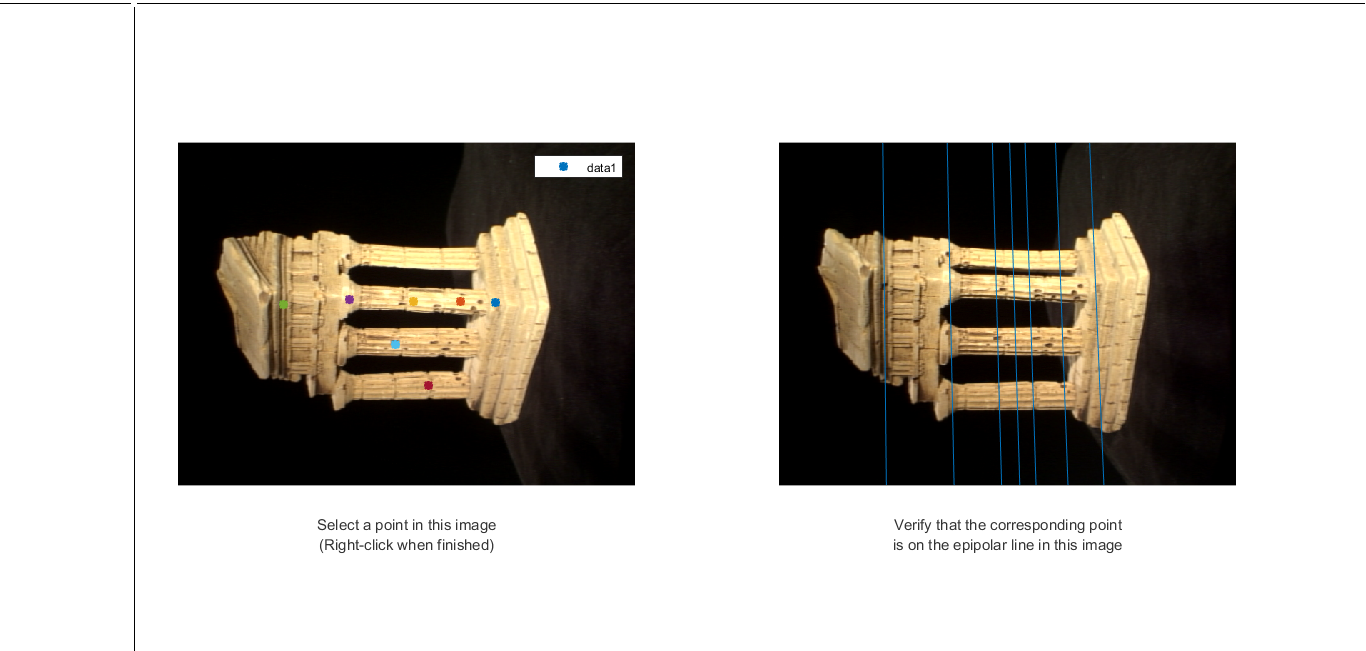 data1
Select a point in this image
(Right-click when finished)
Verify that the corresponding point
is on the epipolar line in this image